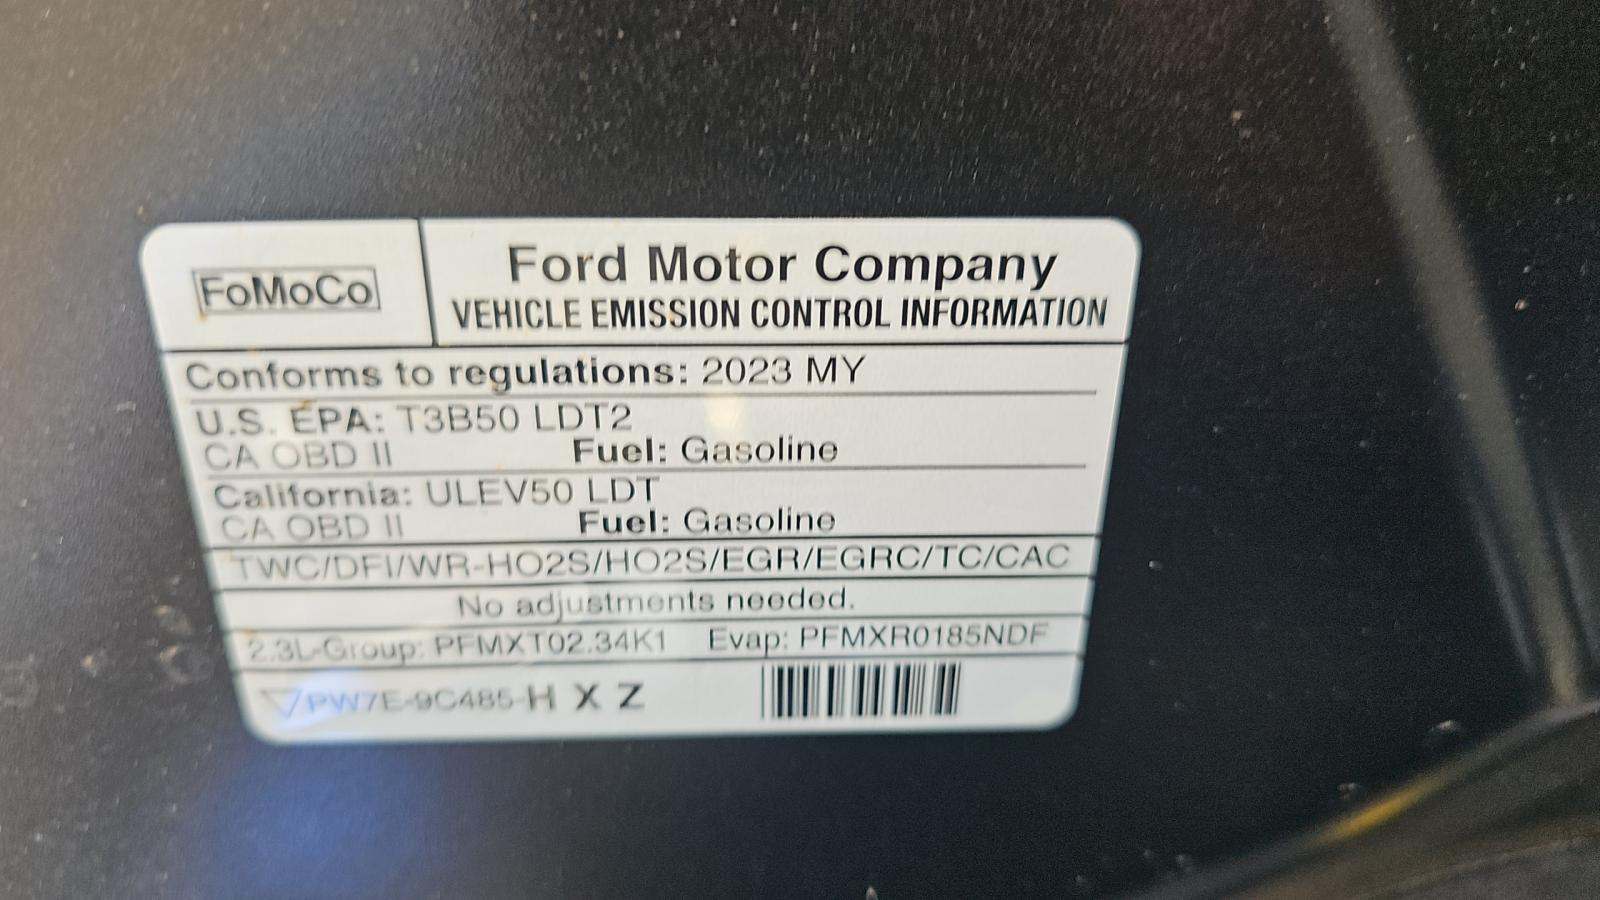 FoMoCo
Ford Motor Company
VEHICLE EMISSION CONTROL INFORMATION
Conforms to regulations: 2023 MY
U.S. EPA: T3B50 LDT2
CA OBD II Fuel: Gasoline
California: ULEV50 LDT
CA OBD II Fuel: Gasoline
TWC/DFI/WR-HO2S/HO2S/EGR/EGRC/TC/CAC
No adjustments needed.
2.3L-Group: PFMXT02.34K1 Evap: PFMXR0185NDF
PW7E-9C485-H X Z